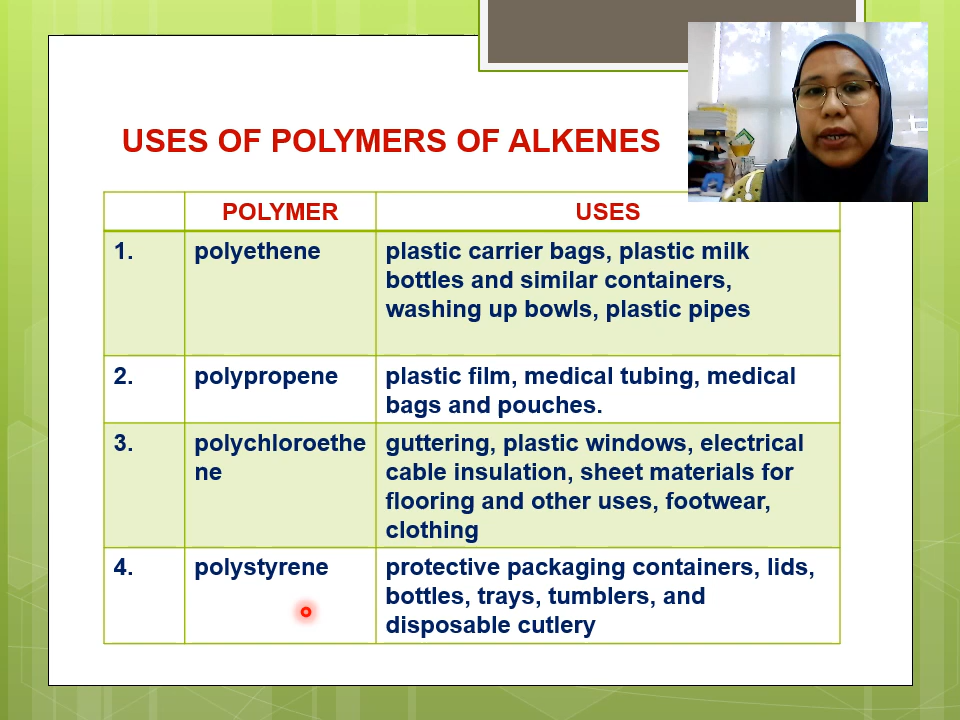 USES OF POLYMERS OF ALKENES
POLYMER USES
1. polyethene plastic carrier bags, plastic milk
bottles and similar containers,
washing up bowls, plastic pipes
2. polypropene plastic film, medical tubing, medical
bags and pouches.
3. polychloroethe guttering, plastic windows, electrical
ne cable insulation, sheet materials for
flooring and other uses, footwear,
clothing
4. polystyrene protective packaging containers, lids,
bottles, trays, tumblers, and
disposable cutlery